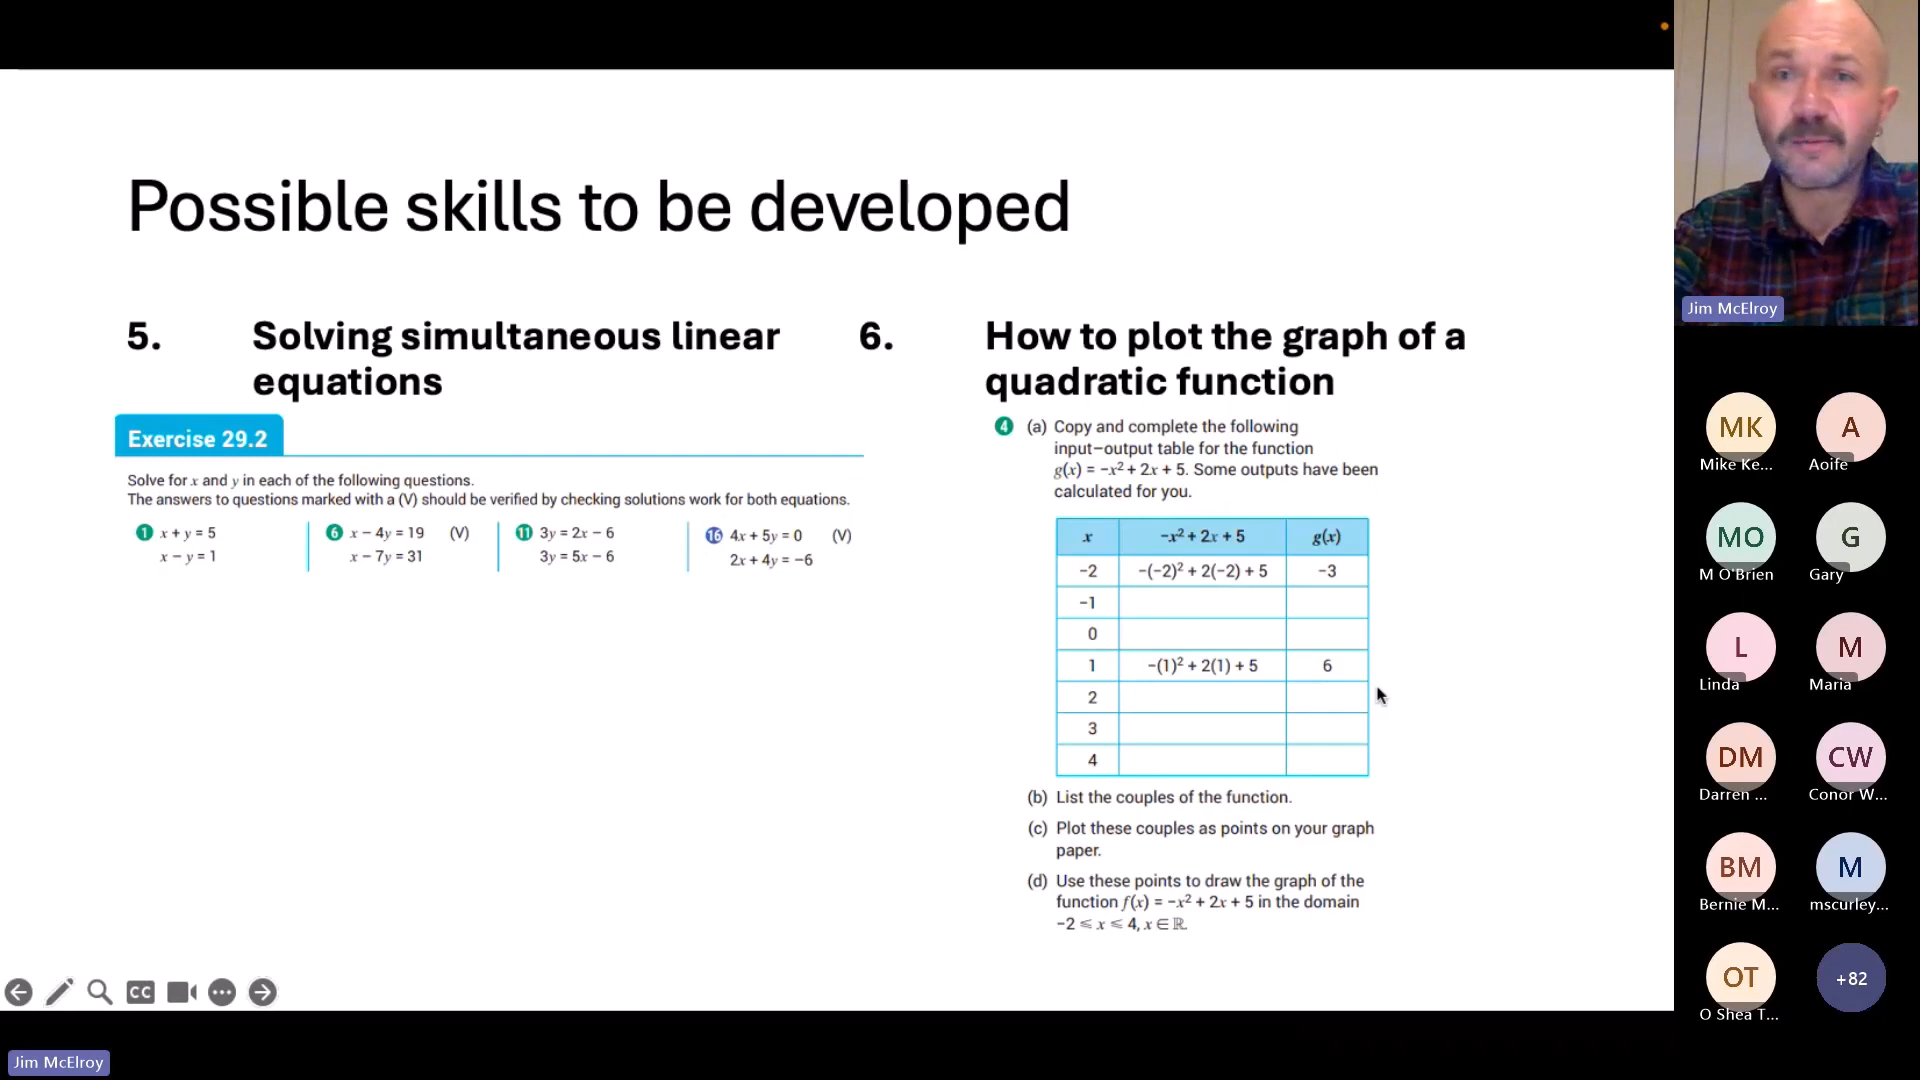 Possible skills to be developed
5. Solving simultaneous linear
equations
Exercise 29.2
Solve for x and y in each of the following questions.
The answers to questions marked with a (V) should be verified by checking solutions work for both equations.
1 x + y = 5
x − y = 1
6 x − 4y = 19 (V)
x − 7y = 31
11 3y = 2x − 6
3y = 5x − 6
16 4x + 5y = 0 (V)
2x + 4y = −6
6. How to plot the graph of a
quadratic function
4 (a) Copy and complete the following
input–output table for the function
g(x) = −x² + 2x + 5. Some outputs have been
calculated for you.
x −x² + 2x + 5 g(x)
−2 −(−2)² + 2(−2) + 5 −3
−1
0
1 −(1)² + 2(1) + 5 6
2
3
4
(b) List the couples of the function.
(c) Plot these couples as points on your graph
paper.
(d) Use these points to draw the graph of the
function f(x) = −x² + 2x + 5 in the domain
−2 ⩽ x ⩽ 4, x ∈ ℝ.
CC
Jim McElroy
Jim McElroy
MK A
Mike Ke... Aoife
MO G
M O'Brien Gary
L M
Linda Maria
DM CW
Darren ... Conor W...
BM M
Bernie M... mscurley...
OT +82
O Shea T...